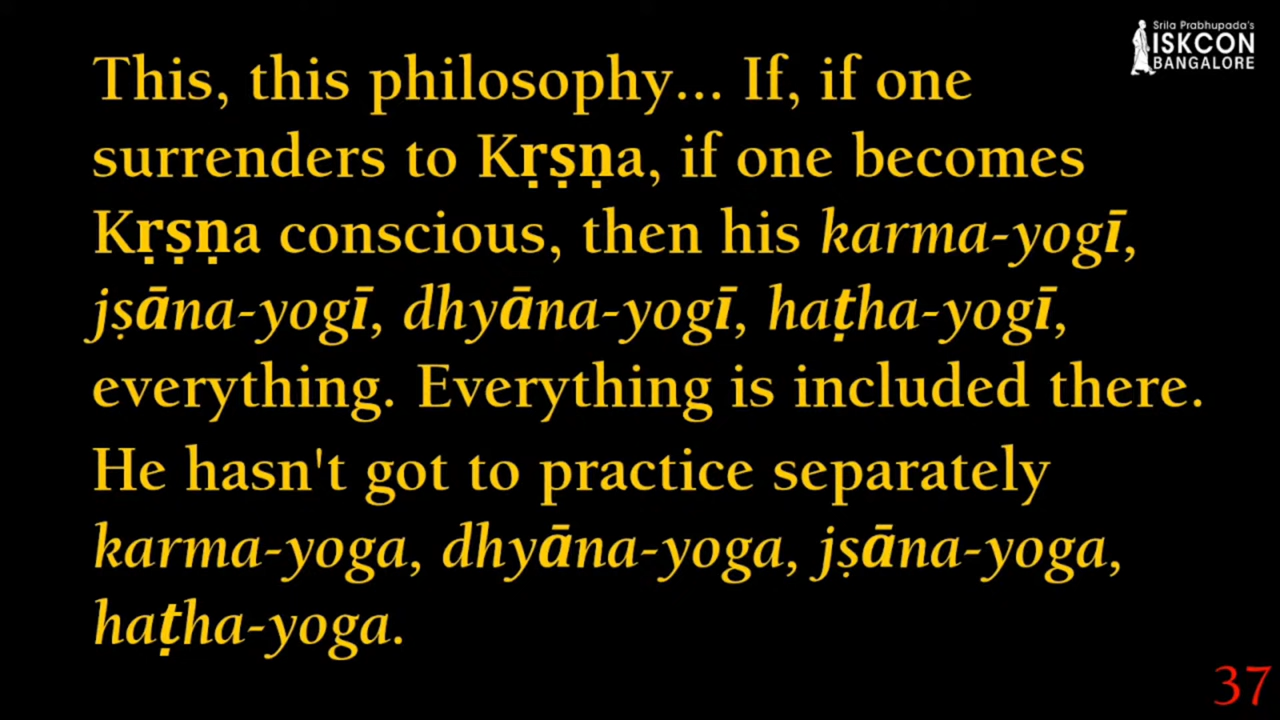 Srila Prabhupada's
ISKCON
BANGALORE
This, this philosophy... If, if one
surrenders to Kṛṣṇa, if one becomes
Kṛṣṇa conscious, then his karma-yogī,
jṣāna-yogī, dhyāna-yogī, haṭha-yogī,
everything. Everything is included there.
He hasn't got to practice separately
karma-yoga, dhyāna-yoga, jṣāna-yoga,
haṭha-yoga.
37